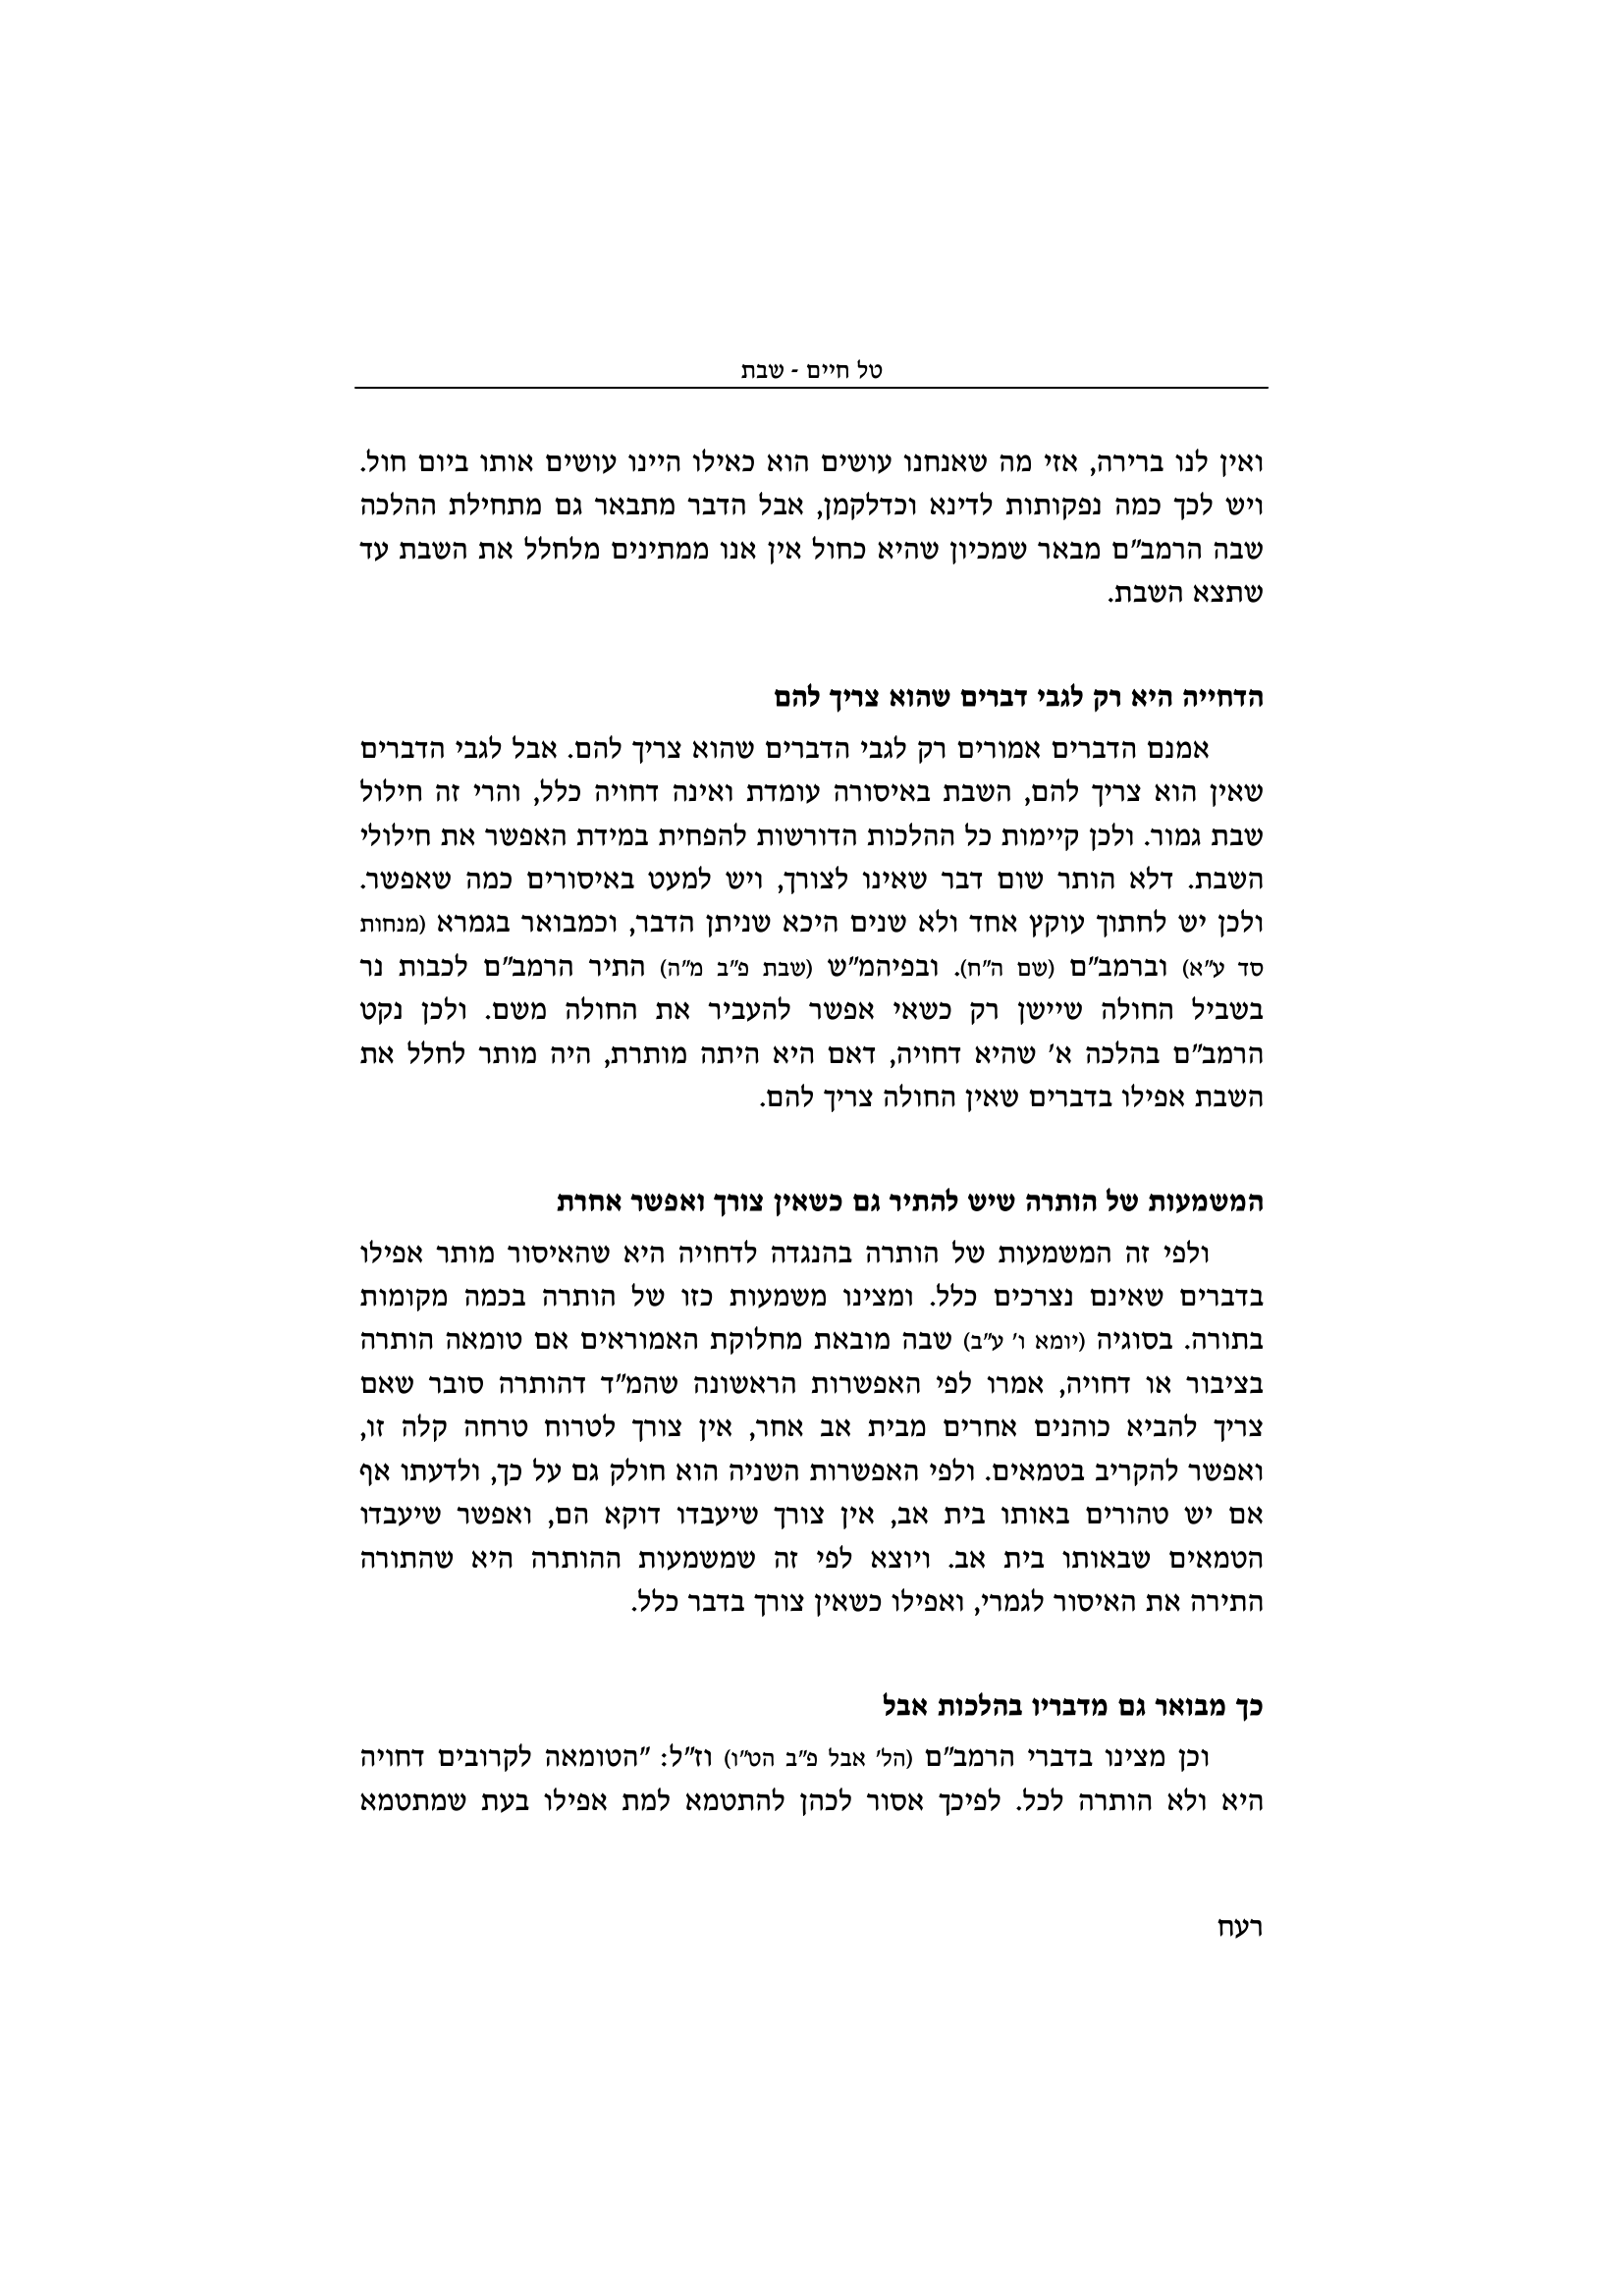 טל חיים - שבת
ואין לנו ברירה, אזי מה שאנחנו עושים הוא כאילו היינו עושים אותו ביום חול.
ויש לכך כמה נפקותות לדינא וכדלקמן, אבל הדבר מתבאר גם מתחילת ההלכה
שבה הרמב"ם מבאר שמכיון שהיא כחול אין אנו ממתינים מלחלל את השבת עד
שתצא השבת.
הדחייה היא רק לגבי דברים שהוא צריך להם
אמנם הדברים אמורים רק לגבי הדברים שהוא צריך להם. אבל לגבי הדברים
שאין הוא צריך להם, השבת באיסורה עומדת ואינה דחויה כלל, והרי זה חילול
שבת גמור. ולכן קיימות כל ההלכות הדורשות להפחית במידת האפשר את חילולי
השבת. דלא הותר שום דבר שאינו לצורך, ויש למעט באיסורים כמה שאפשר.
ולכן יש לחתוך עוקץ אחד ולא שנים היכא שניתן הדבר, וכמבואר בגמרא (מנחות
סד ע"א) וברמב"ם (שם ה"ח). ובפיהמ"ש (שבת פ"ב מ"ה) התיר הרמב"ם לכבות נר
בשביל החולה שיישן רק כשאי אפשר להעביר את החולה משם. ולכן נקט
הרמב"ם בהלכה א' שהיא דחויה, דאם היא היתה מותרת, היה מותר לחלל את
השבת אפילו בדברים שאין החולה צריך להם.
המשמעות של הותרה שיש להתיר גם כשאין צורך ואפשר אחרת
ולפי זה המשמעות של הותרה בהנגדה לדחויה היא שהאיסור מותר אפילו
בדברים שאינם נצרכים כלל. ומצינו משמעות כזו של הותרה בכמה מקומות
בתורה. בסוגיה (יומא ו' ע"ב) שבה מובאת מחלוקת האמוראים אם טומאה הותרה
בציבור או דחויה, אמרו לפי האפשרות הראשונה שהמ"ד דהותרה סובר שאם
צריך להביא כוהנים אחרים מבית אב אחר, אין צורך לטרוח טרחה קלה זו,
ואפשר להקריב בטמאים. ולפי האפשרות השניה הוא חולק גם על כך, ולדעתו אף
אם יש טהורים באותו בית אב, אין צורך שיעבדו דוקא הם, ואפשר שיעבדו
הטמאים שבאותו בית אב. ויוצא לפי זה שמשמעות ההותרה היא שהתורה
התירה את האיסור לגמרי, ואפילו כשאין צורך בדבר כלל.
כך מבואר גם מדבריו בהלכות אבל
וכן מצינו בדברי הרמב"ם (הל' אבל פ"ב הט"ו) וז"ל: "הטומאה לקרובים דחויה
היא ולא הותרה לכל. לפיכך אסור לכהן להתטמא למת אפילו בעת שמתטמא
רעח